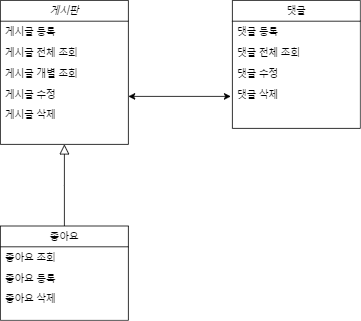 게시판
게시글 등록
게시글 전체 조회
게시글 개별 조회
게시글 수정
게시글 삭제
댓글
댓글 등록
댓글 전체 조회
댓글 수정
댓글 삭제
좋아요
좋아요 조회
좋아요 등록
좋아요 삭제